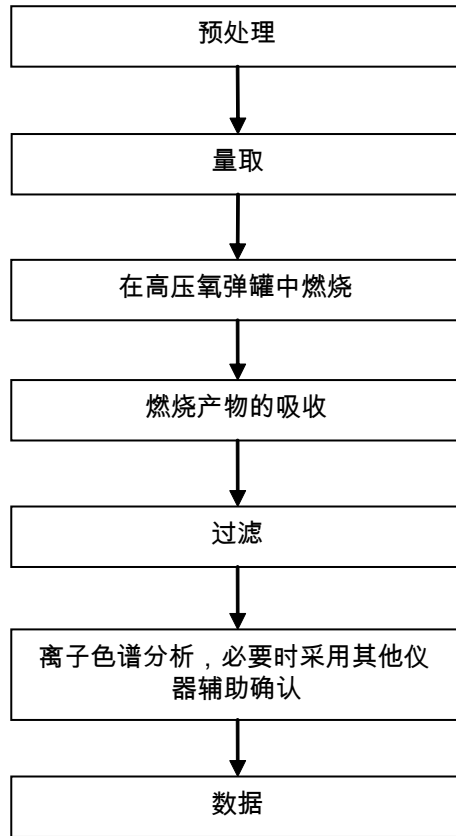 预处理
量取
在高压氧弹罐中燃烧
燃烧产物的吸收
过滤
离子色谱分析，必要时采用其他仪
器辅助确认
数据